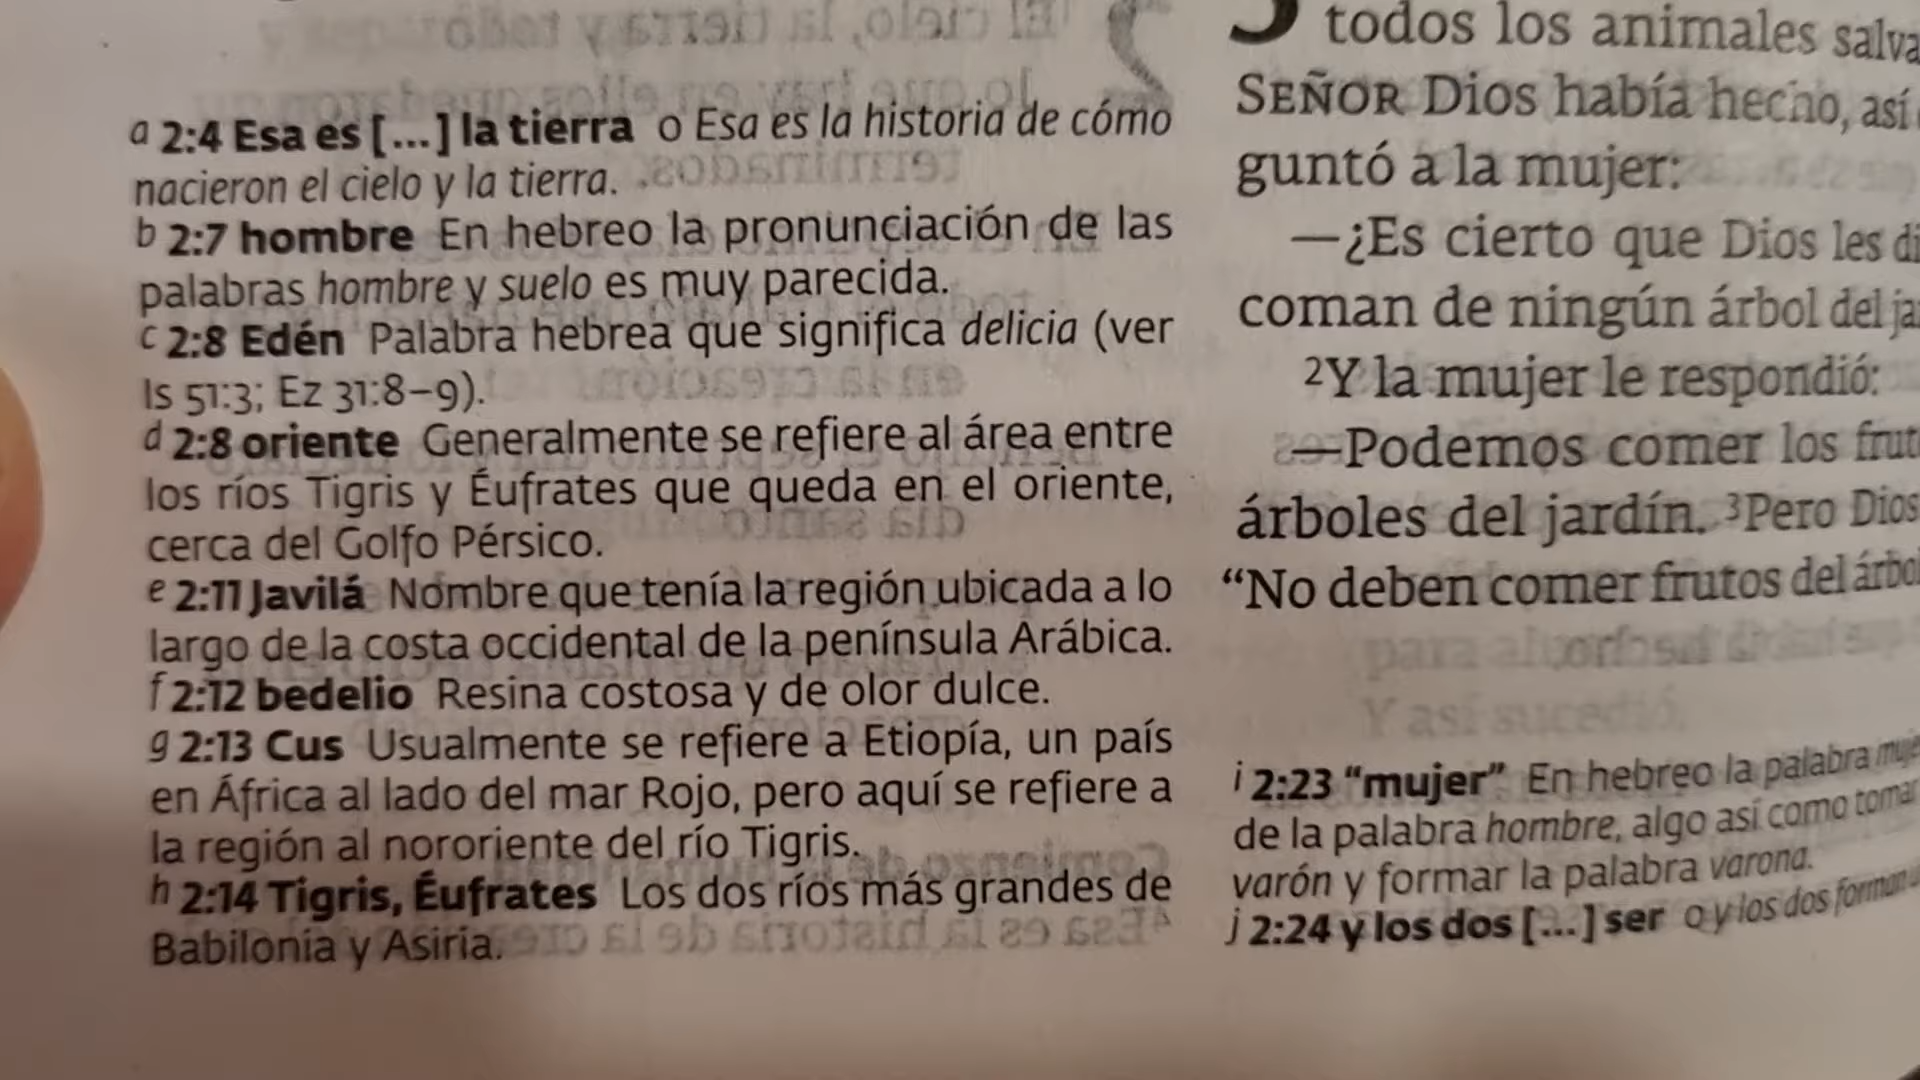 a 2:4 Esa es [...] la tierra o Esa es la historia de cómo
nacieron el cielo y la tierra.
b 2:7 hombre En hebreo la pronunciación de las
palabras hombre y suelo es muy parecida.
c 2:8 Edén Palabra hebrea que significa delicia (ver
Is 51:3; Ez 31:8–9).
d 2:8 oriente Generalmente se refiere al área entre
los ríos Tigris y Éufrates que queda en el oriente,
cerca del Golfo Pérsico.
e 2:11 Javilá Nombre que tenía la región ubicada a lo
largo de la costa occidental de la península Arábica.
f 2:12 bedelio Resina costosa y de olor dulce.
g 2:13 Cus Usualmente se refiere a Etiopía, un país
en África al lado del mar Rojo, pero aquí se refiere a
la región al nororiente del río Tigris.
h 2:14 Tigris, Éufrates Los dos ríos más grandes de
Babilonia y Asiria.
todos los animales salva
SEÑOR Dios había hecho, así
guntó a la mujer:
—¿Es cierto que Dios les di
coman de ningún árbol del ja
2Y la mujer le respondió:
—Podemos comer los frut
árboles del jardín. 3Pero Dios
“No deben comer frutos del árbol
i 2:23 “mujer” En hebreo la palabra muje
de la palabra hombre, algo así como tomar
varón y formar la palabra varona.
j 2:24 y los dos [...] ser o y los dos forman